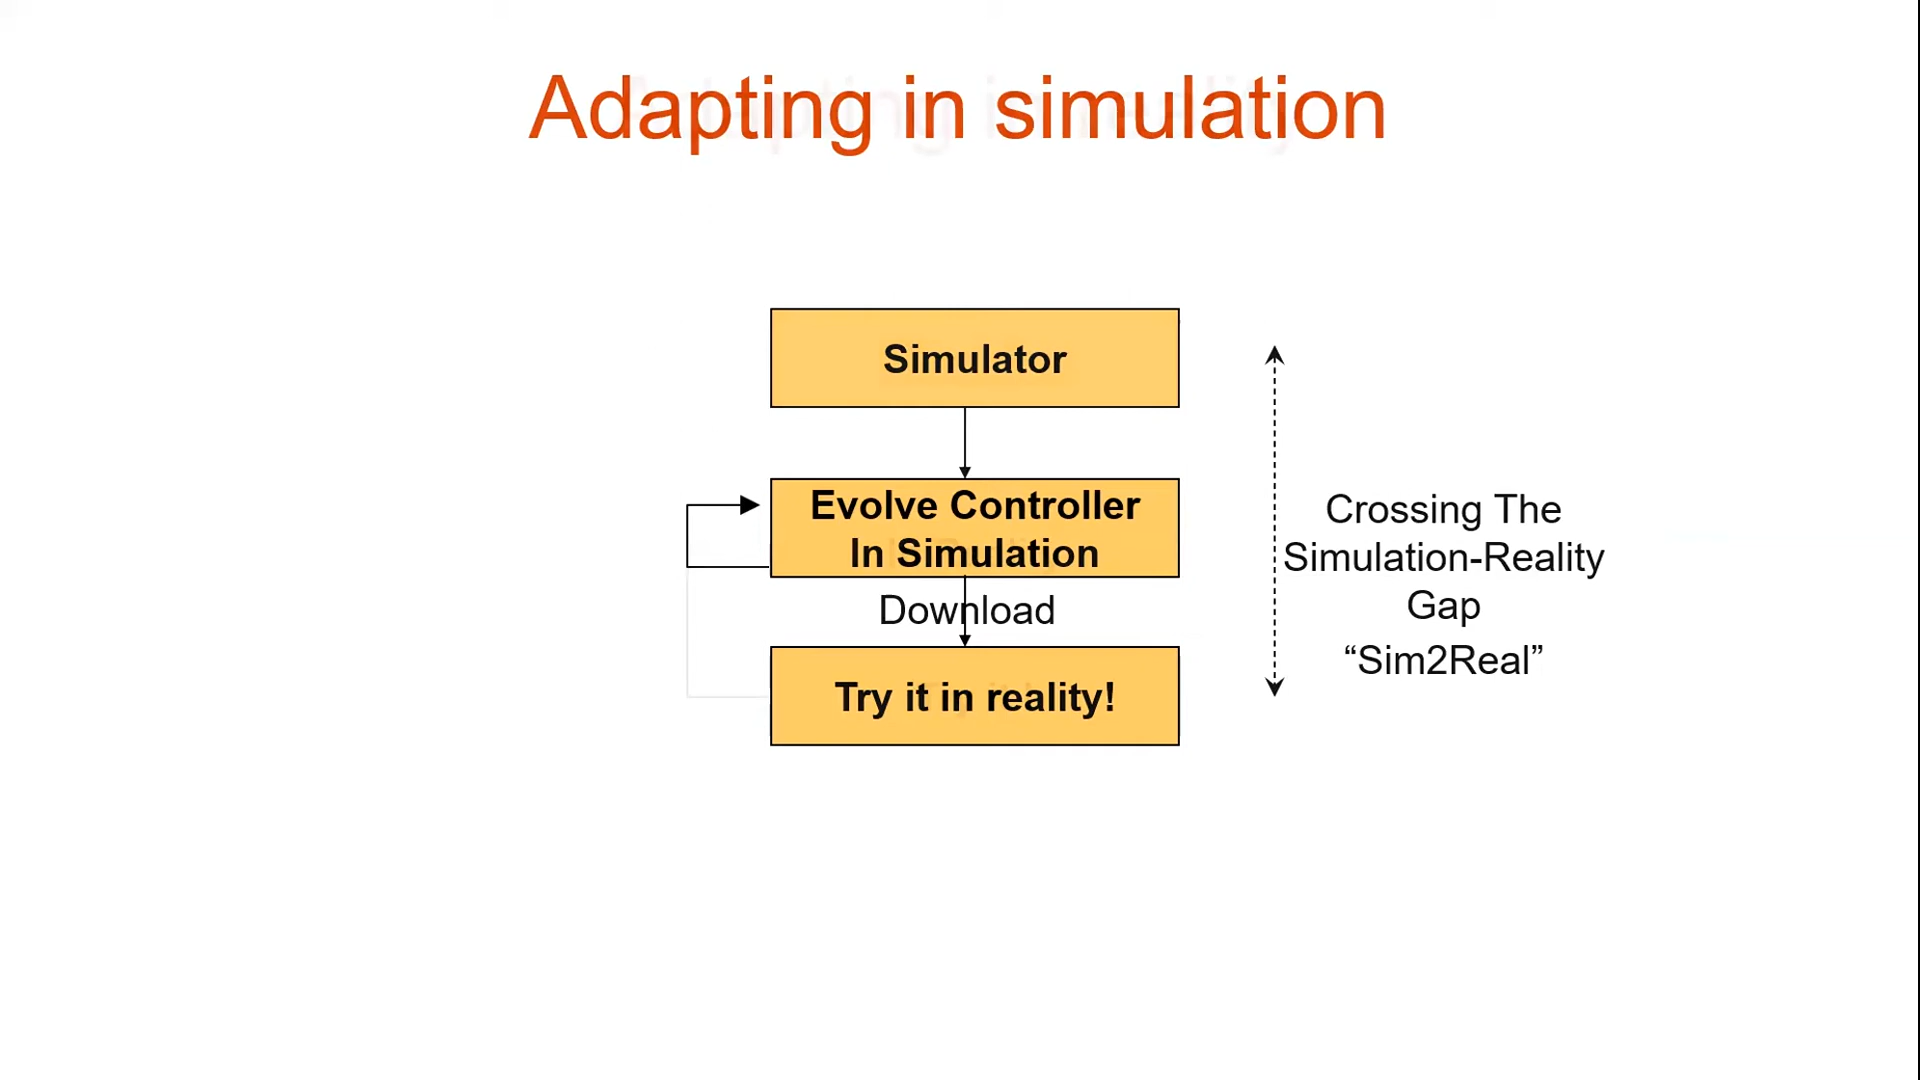 Adapting in simulation
Simulator
Evolve Controller
In Simulation
Download
Try it in reality!
Crossing The
Simulation-Reality
Gap
“Sim2Real”